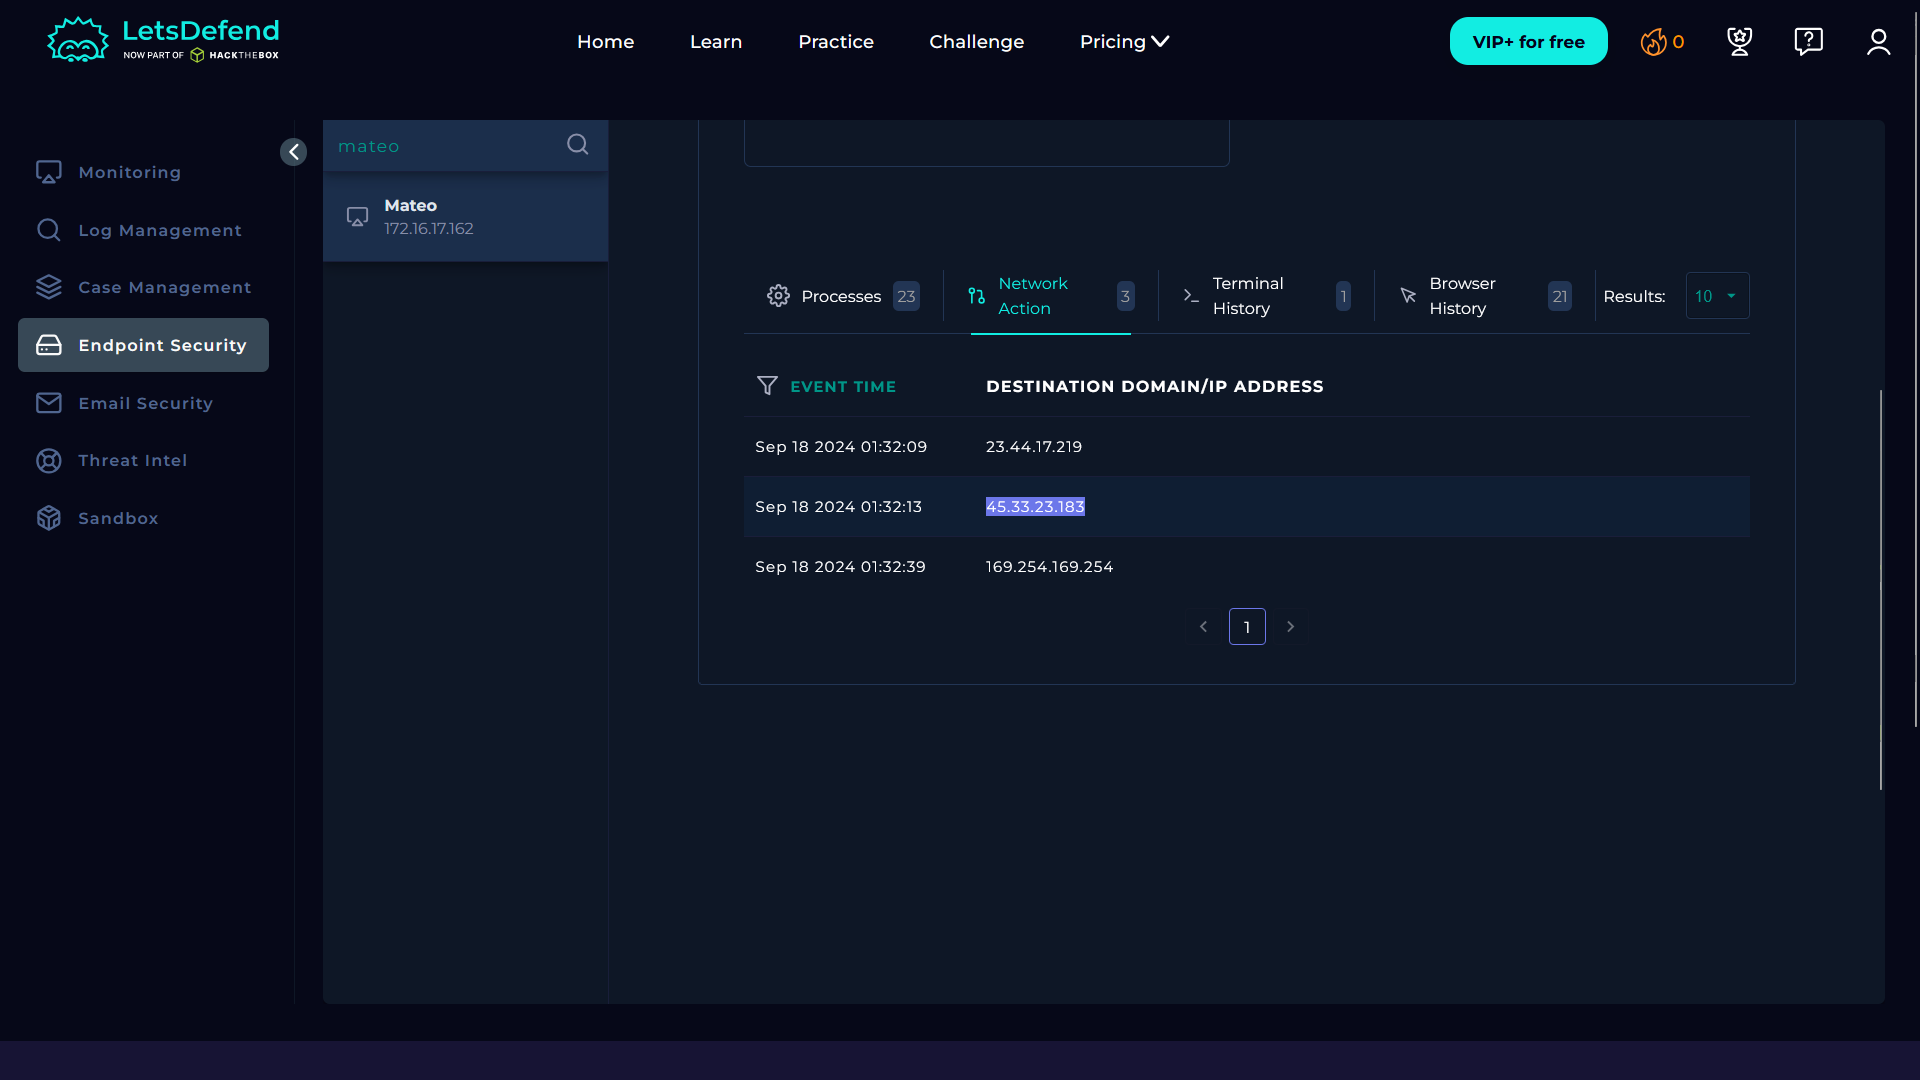 LetsDefend
NOW PART OF HACKTHEBOX
Home
Learn
Practice
Challenge
Pricing
VIP+ for free
0
Monitoring
Log Management
Case Management
Endpoint Security
Email Security
Threat Intel
Sandbox
mateo
Mateo
172.16.17.162
Processes 23
Network Action 3
Terminal History 1
Browser History 21
Results: 10
EVENT TIME DESTINATION DOMAIN/IP ADDRESS
Sep 18 2024 01:32:09 23.44.17.219
Sep 18 2024 01:32:13 45.33.23.183
Sep 18 2024 01:32:39 169.254.169.254
1